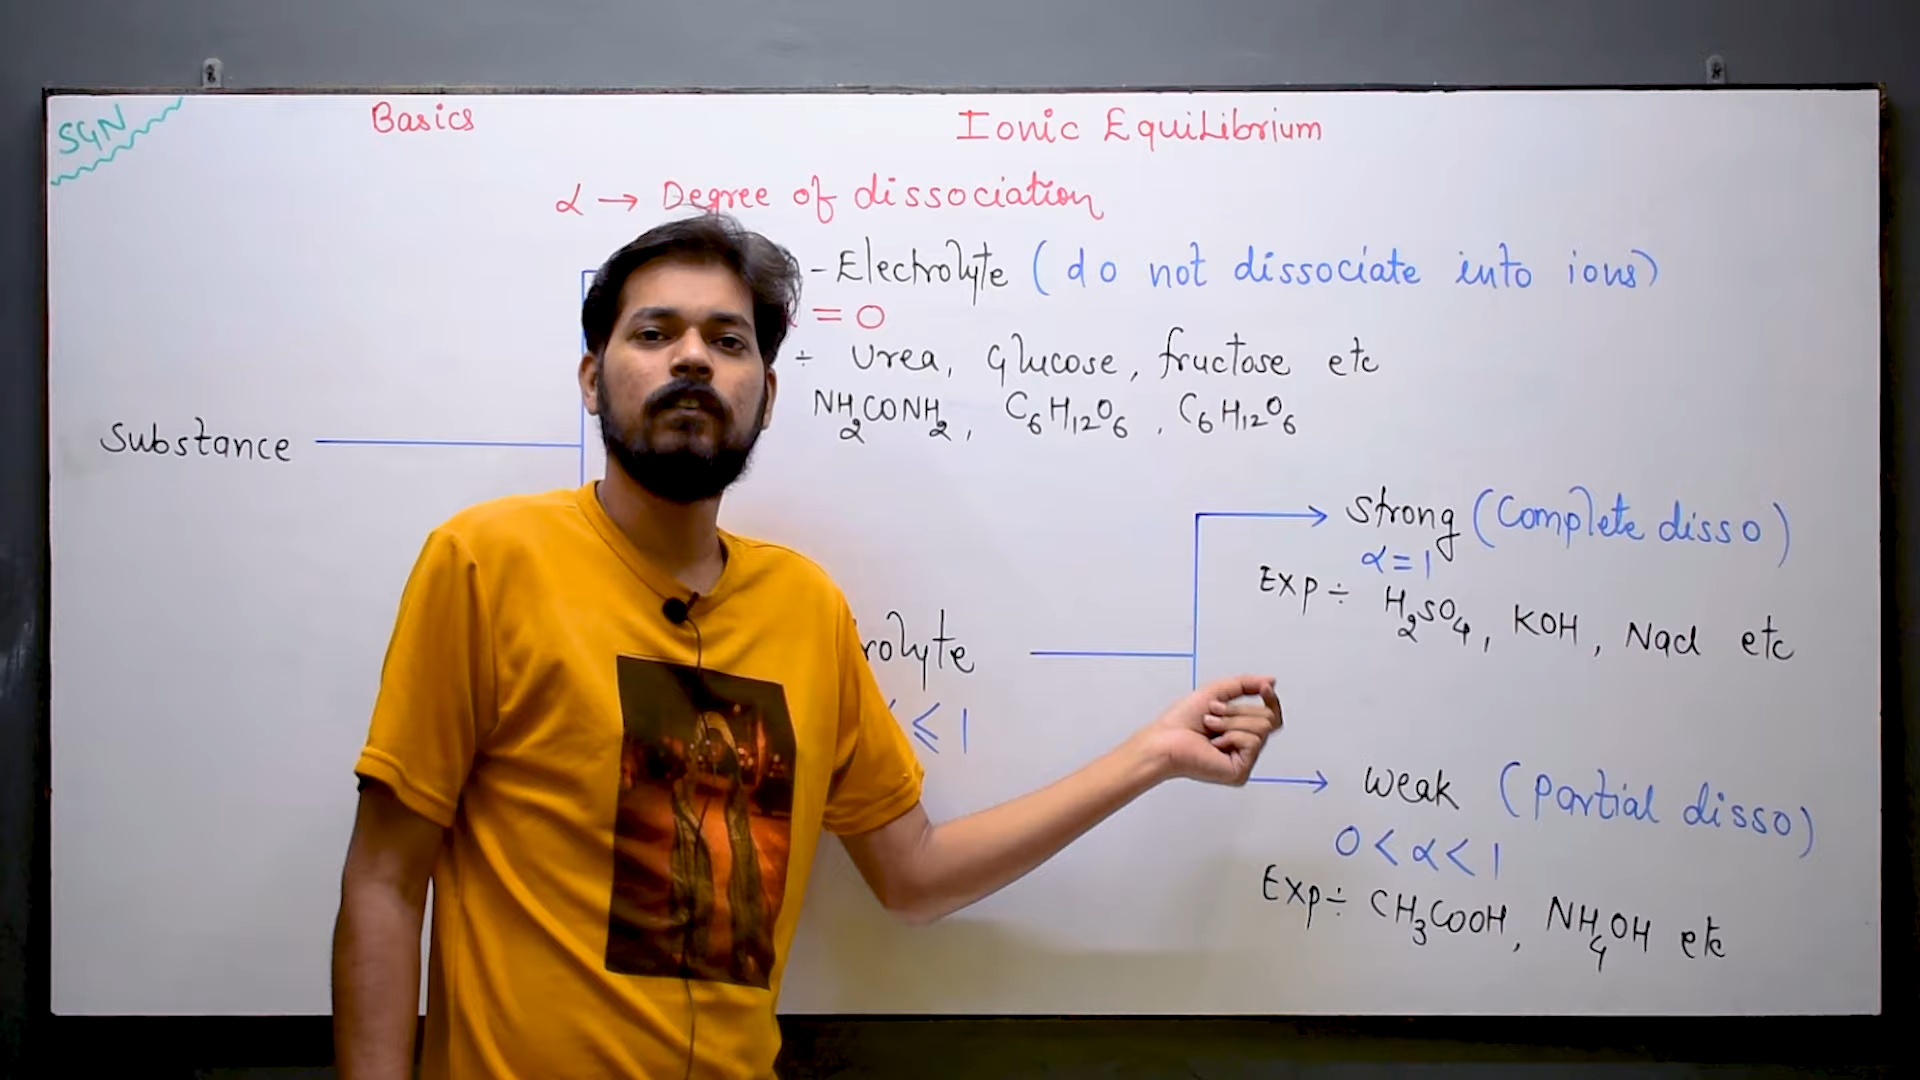 SGN
Basics
Ionic Equilibrium
α → Degree of dissociation
- Electrolyte (do not dissociate into ions)
= 0
÷ Urea, Glucose, fructose etc
NH₂CONH₂, C₆H₁₂O₆, C₆H₁₂O₆
Substance
Strong (Complete disso)
α = 1
Exp ÷ H₂SO₄, KOH, NaCl etc
rolyte
≤ 1
Weak (partial disso)
0 < α < 1
Exp ÷ CH₃COOH, NH₄OH etc